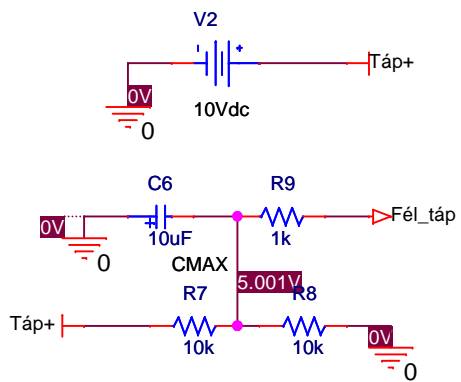 V2
- +
Táp+
0V
10Vdc
0
C6
R9
0V
+
Fél_táp
10uF
1k
0
CMAX
R7
5.001V
R8
Táp+
0V
10k
10k
0